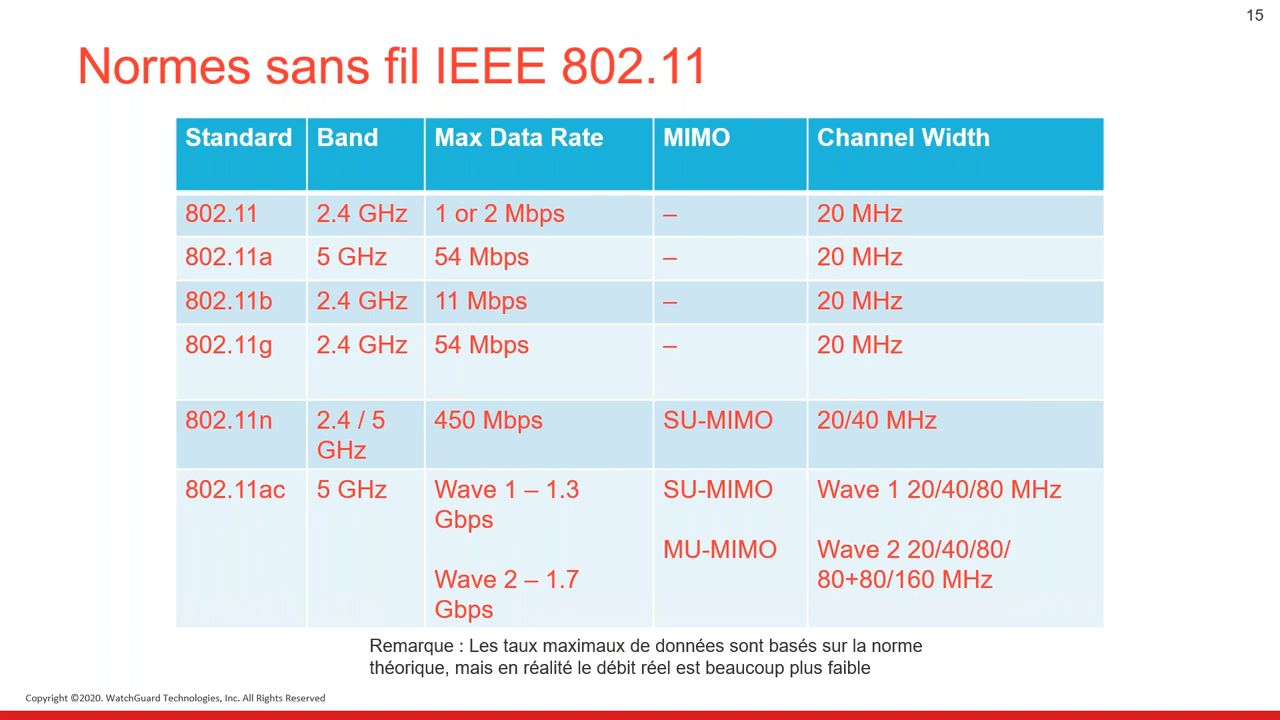 15
Normes sans fil IEEE 802.11
Standard Band Max Data Rate MIMO Channel Width
802.11 2.4 GHz 1 or 2 Mbps – 20 MHz
802.11a 5 GHz 54 Mbps – 20 MHz
802.11b 2.4 GHz 11 Mbps – 20 MHz
802.11g 2.4 GHz 54 Mbps – 20 MHz
802.11n 2.4 / 5 450 Mbps SU-MIMO 20/40 MHz
GHz
802.11ac 5 GHz Wave 1 – 1.3 SU-MIMO Wave 1 20/40/80 MHz
Gbps
MU-MIMO Wave 2 20/40/80/
Wave 2 – 1.7 80+80/160 MHz
Gbps
Remarque : Les taux maximaux de données sont basés sur la norme
théorique, mais en réalité le débit réel est beaucoup plus faible
Copyright ©2020. WatchGuard Technologies, Inc. All Rights Reserved